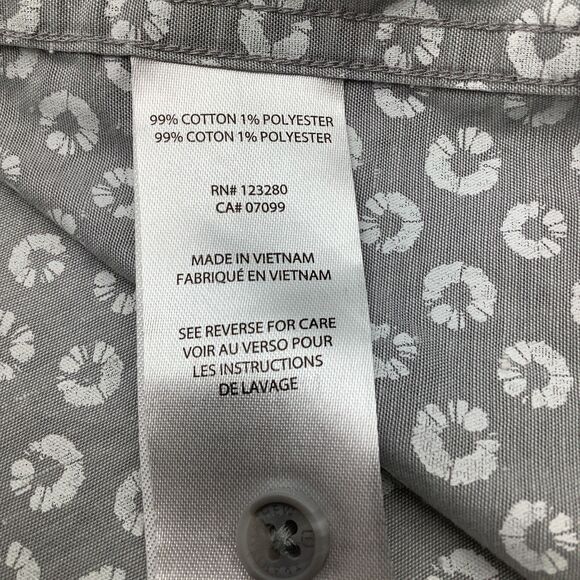 99% COTTON 1% POLYESTER
99% COTON 1% POLYESTER
RN# 123280
CA# 07099
MADE IN VIETNAM
FABRIQUÉ EN VIETNAM
SEE REVERSE FOR CARE
VOIR AU VERSO POUR
LES INSTRUCTIONS
DE LAVAGE